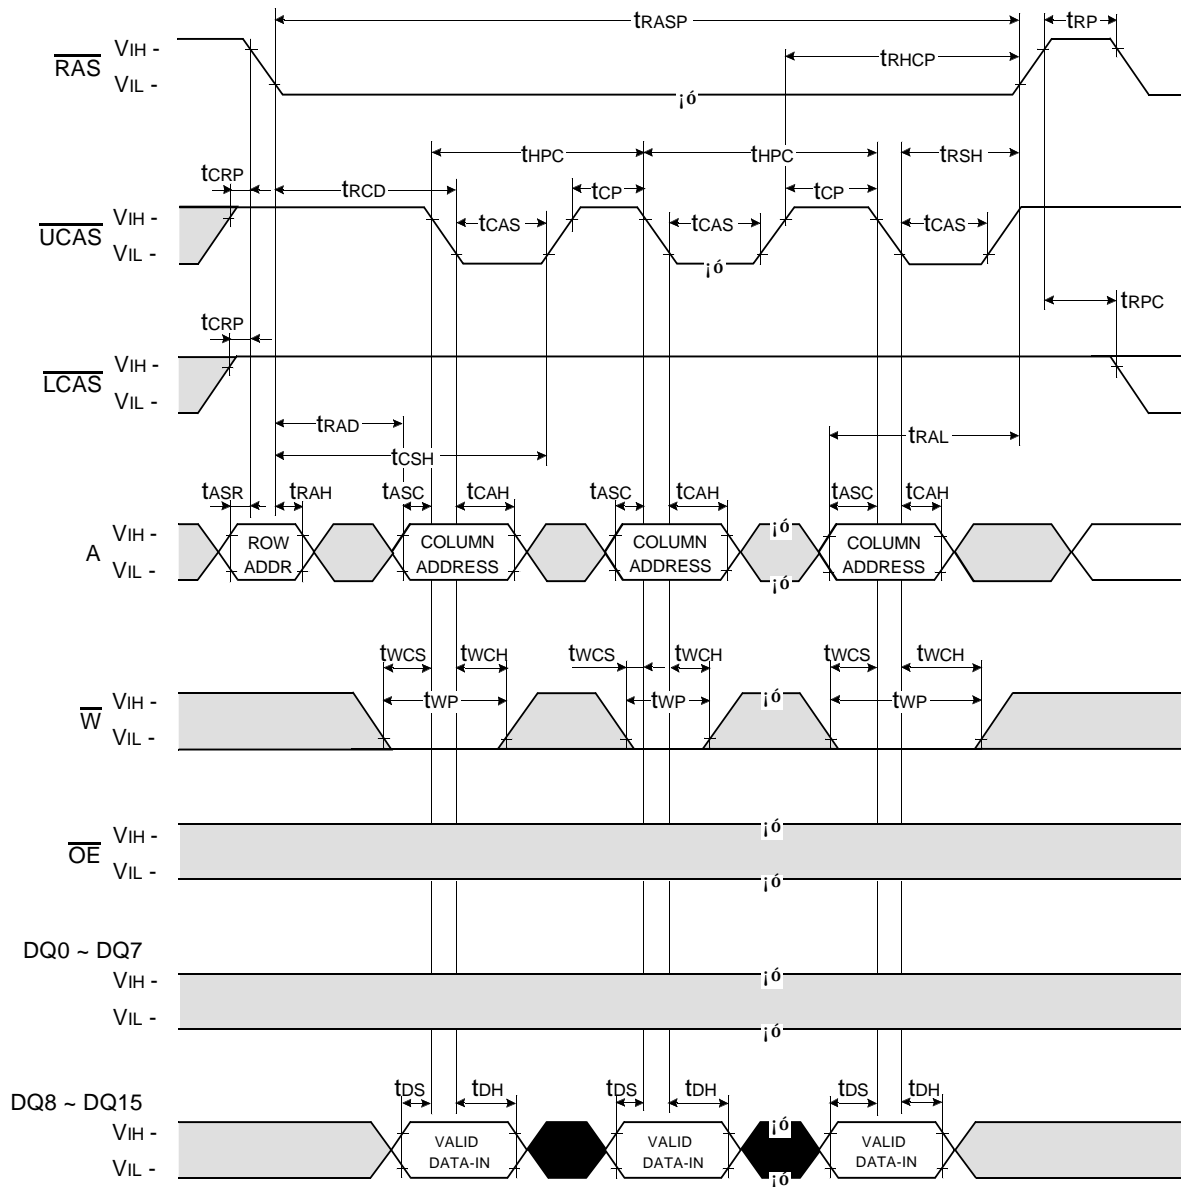 tRASP tRP
RAS VIH - tRHCP
VIL - ¡ó
tHPC tHPC tRSH
tCRP tRCD tCP tCP
UCAS VIH - tCAS tCAS tCAS
VIL - ¡ó
tCRP tRPC
LCAS VIH -
VIL -
tRAD tRAL
tCSH
tASR tRAH tASC tCAH tASC tCAH tASC tCAH
A VIH - ROW COLUMN COLUMN ¡ó COLUMN
VIL - ADDR ADDRESS ADDRESS ¡ó ADDRESS
tWCS tWCH tWCS tWCH tWCS tWCH
W VIH - tWP tWP ¡ó tWP
VIL -
OE VIH - ¡ó
VIL - ¡ó
DQ0 ~ DQ7
VIH - ¡ó
VIL - ¡ó
tDS tDH tDS tDH tDS tDH
DQ8 ~ DQ15
VIH - VALID VALID ¡ó VALID
VIL - DATA-IN DATA-IN ¡ó DATA-IN